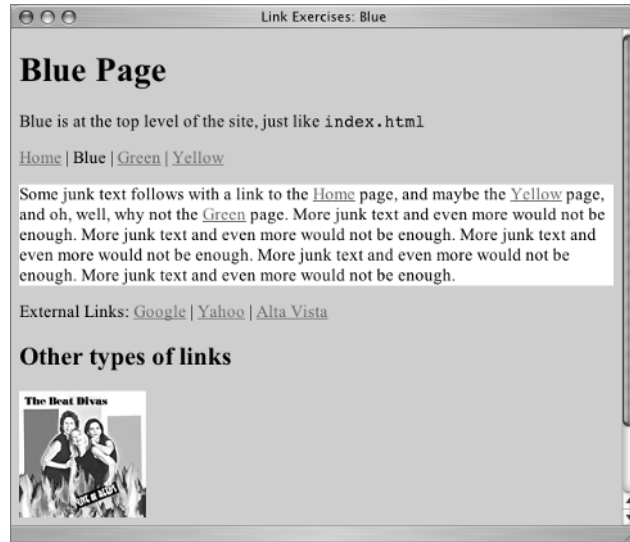 Link Exercises: Blue
Blue Page
Blue is at the top level of the site, just like index.html
Home | Blue | Green | Yellow
Some junk text follows with a link to the Home page, and maybe the Yellow page,
and oh, well, why not the Green page. More junk text and even more would not be
enough. More junk text and even more would not be enough. More junk text and
even more would not be enough. More junk text and even more would not be
enough. More junk text and even more would not be enough.
External Links: Google | Yahoo | Alta Vista
Other types of links
The Beat Divas